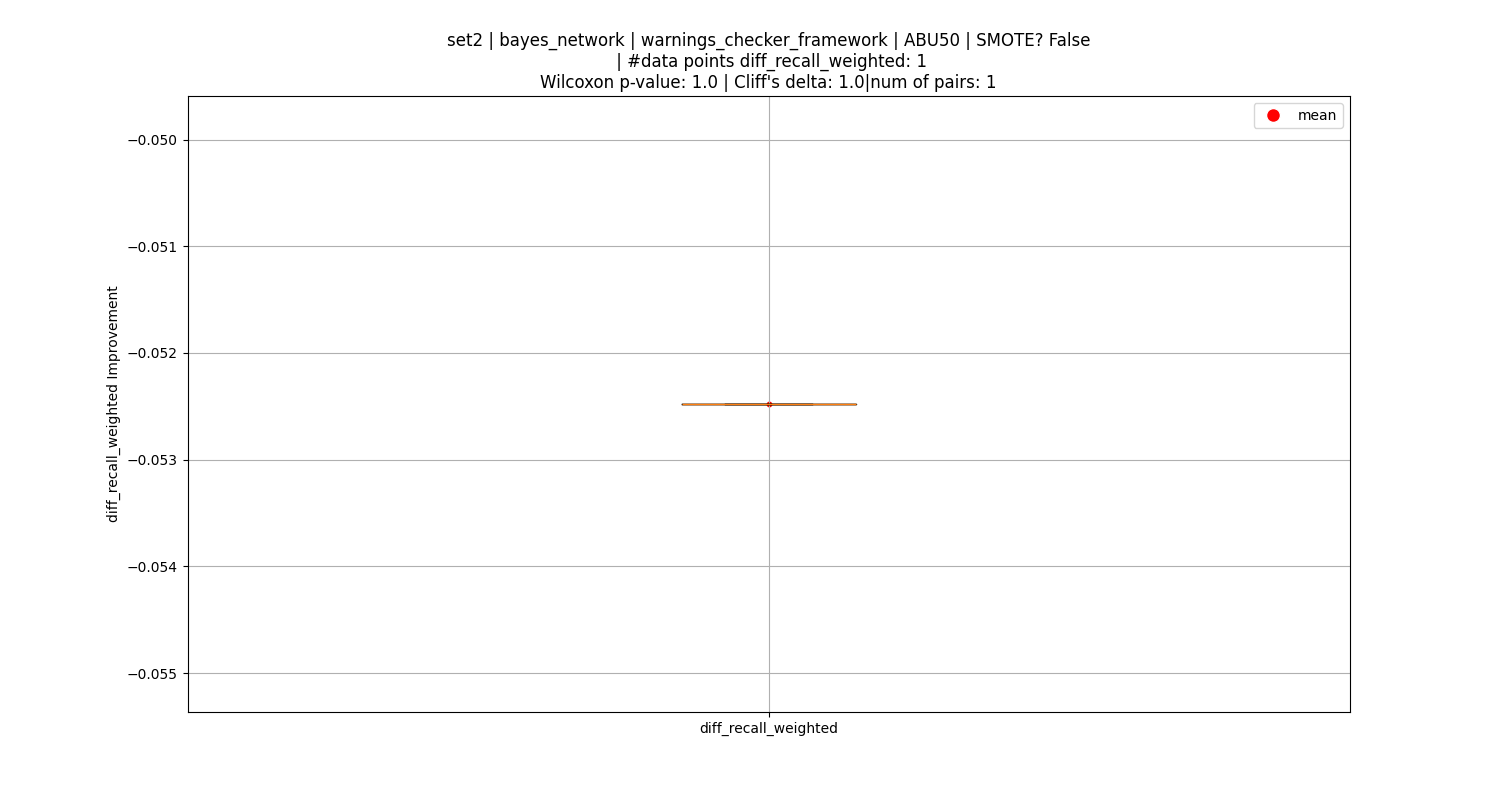 set2 | bayes_network | warnings_checker_framework | ABU50 | SMOTE? False
| #data points diff_recall_weighted: 1
Wilcoxon p-value: 1.0 | Cliff's delta: 1.0|num of pairs: 1
mean
−0.050
−0.051
−0.052
−0.053
−0.054
−0.055
diff_recall_weighted Improvement
diff_recall_weighted